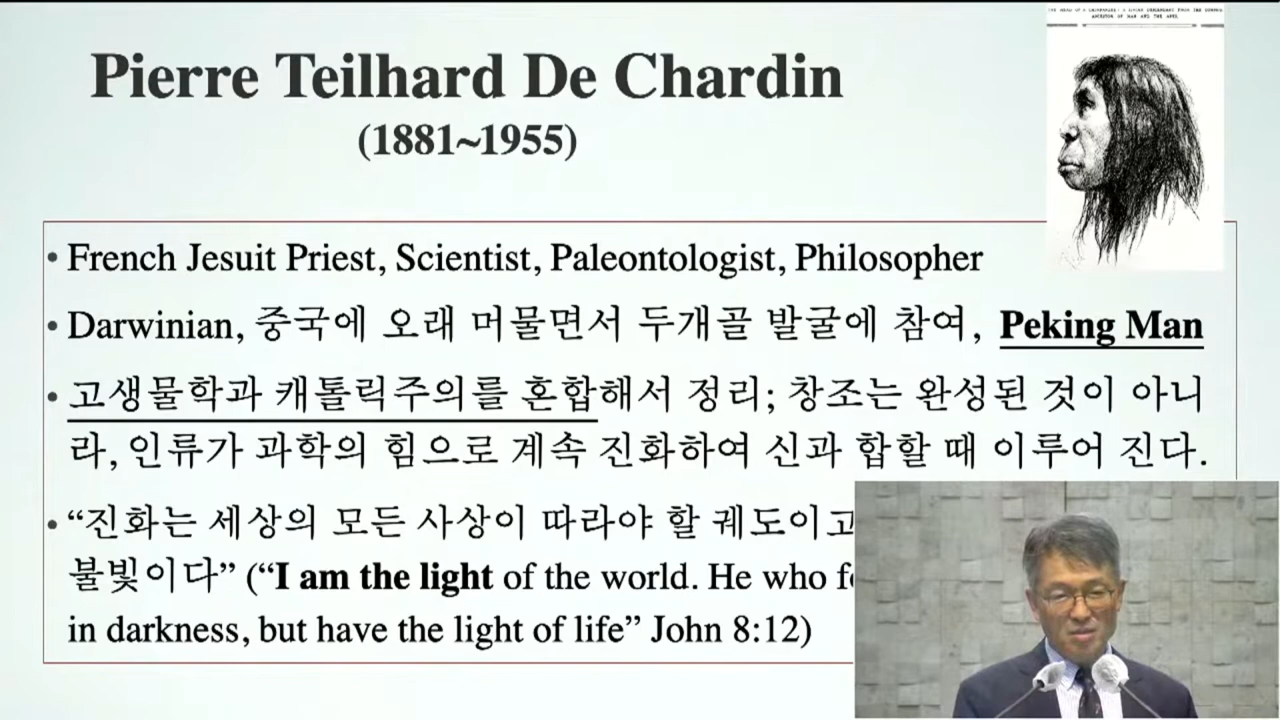 Pierre Teilhard De Chardin
(1881~1955)
ANCESTOR OF MAN AND THE APES.
• French Jesuit Priest, Scientist, Paleontologist, Philosopher
• Darwinian, 중국에 오래 머물면서 두개골 발굴에 참여, Peking Man
• 고생물학과 캐톨릭주의를 혼합해서 정리; 창조는 완성된 것이 아니
라, 인류가 과학의 힘으로 계속 진화하여 신과 합할 때 이루어 진다.
• “진화는 세상의 모든 사상이 따라야 할 궤도이고
불빛이다” (“I am the light of the world. He who
in darkness, but have the light of life” John 8:12)